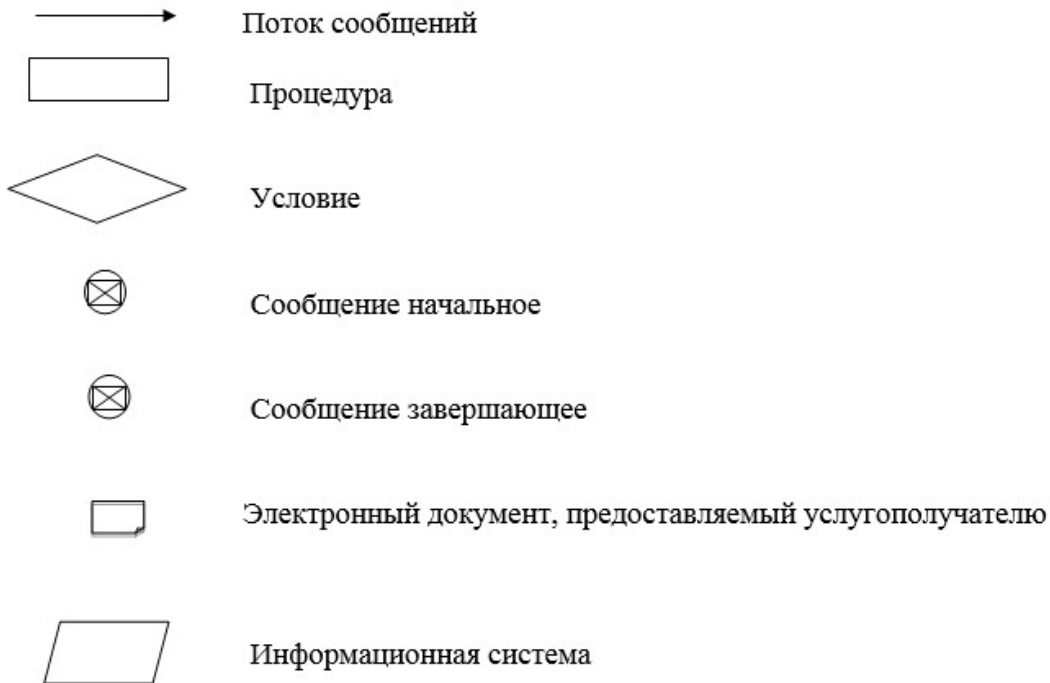 Поток сообщений
Процедура
Условие
Сообщение начальное
Сообщение завершающее
Электронный документ, предоставляемый услугополучателю
Информационная система